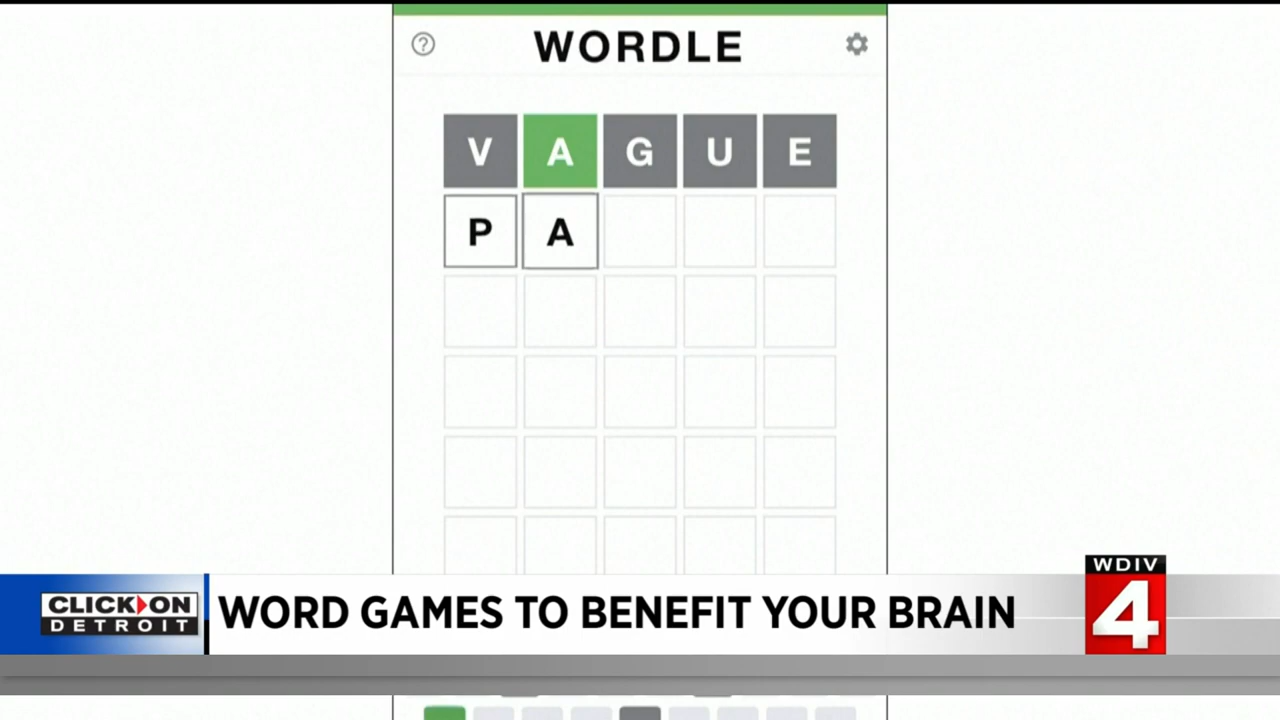 ?
WORDLE
V A G U E
P A
WDIV
4
CLICK ON
DETROIT
WORD GAMES TO BENEFIT YOUR BRAIN